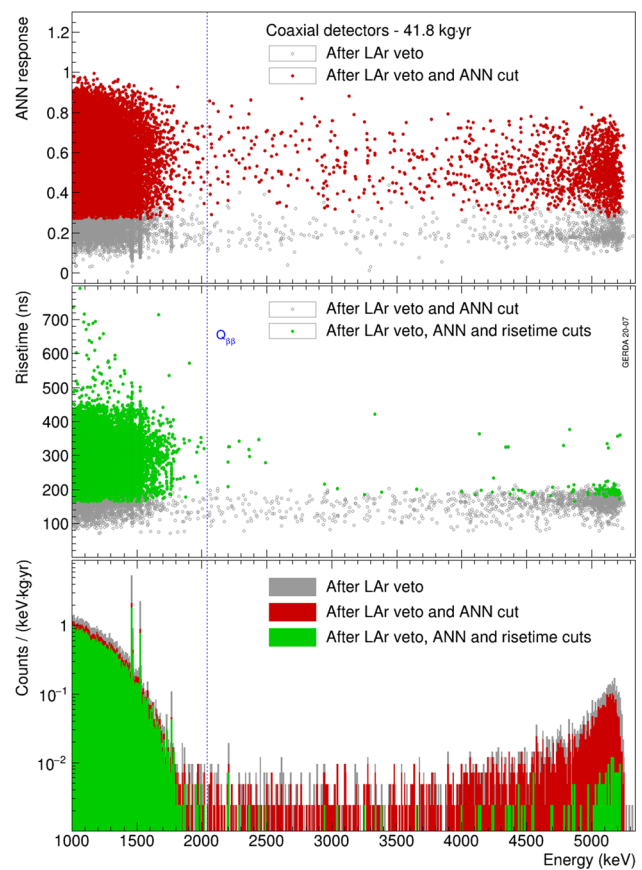 Coaxial detectors - 41.8 kg·yr
After LAr veto
After LAr veto and ANN cut
ANN response
1.2
1
0.8
0.6
0.4
0.2
0
After LAr veto and ANN cut
After LAr veto, ANN and risetime cuts
Risetime (ns)
700
600
500
400
300
200
100
Qββ
GERDA 20-07
After LAr veto
After LAr veto and ANN cut
After LAr veto, ANN and risetime cuts
Counts / (keV·kg·yr)
1
10⁻¹
10⁻²
1000 1500 2000 2500 3000 3500 4000 4500 5000
Energy (keV)